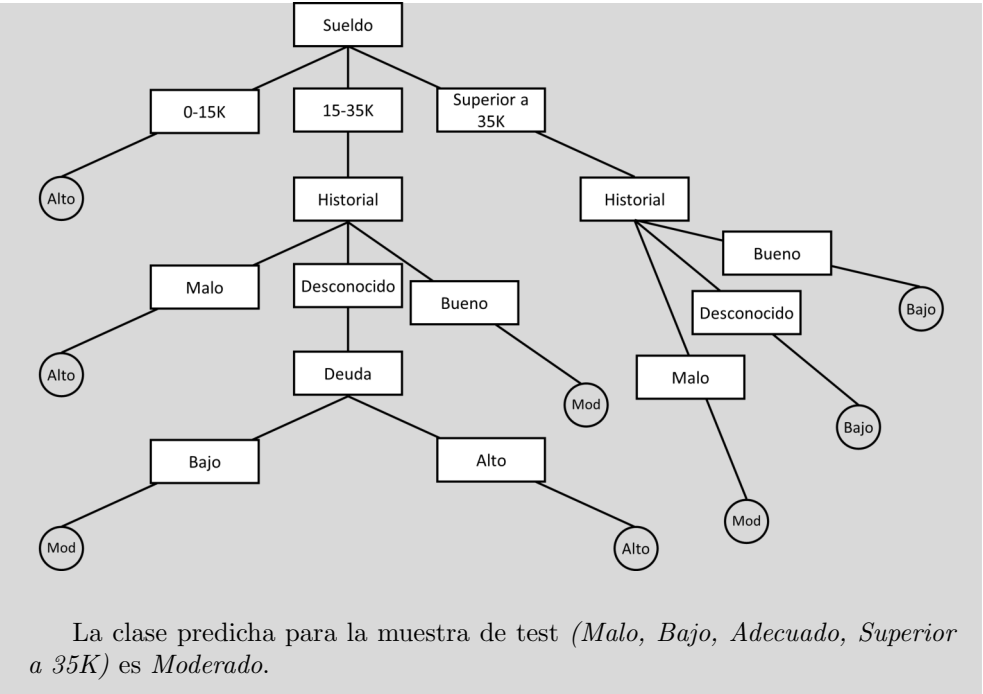 Sueldo
0-15K
15-35K
Superior a
35K
Alto
Historial
Historial
Bueno
Malo
Desconocido
Bueno
Desconocido
Bajo
Alto
Deuda
Malo
Mod
Bajo
Bajo
Alto
Mod
Mod
Alto
La clase predicha para la muestra de test (Malo, Bajo, Adecuado, Superior
a 35K) es Moderado.